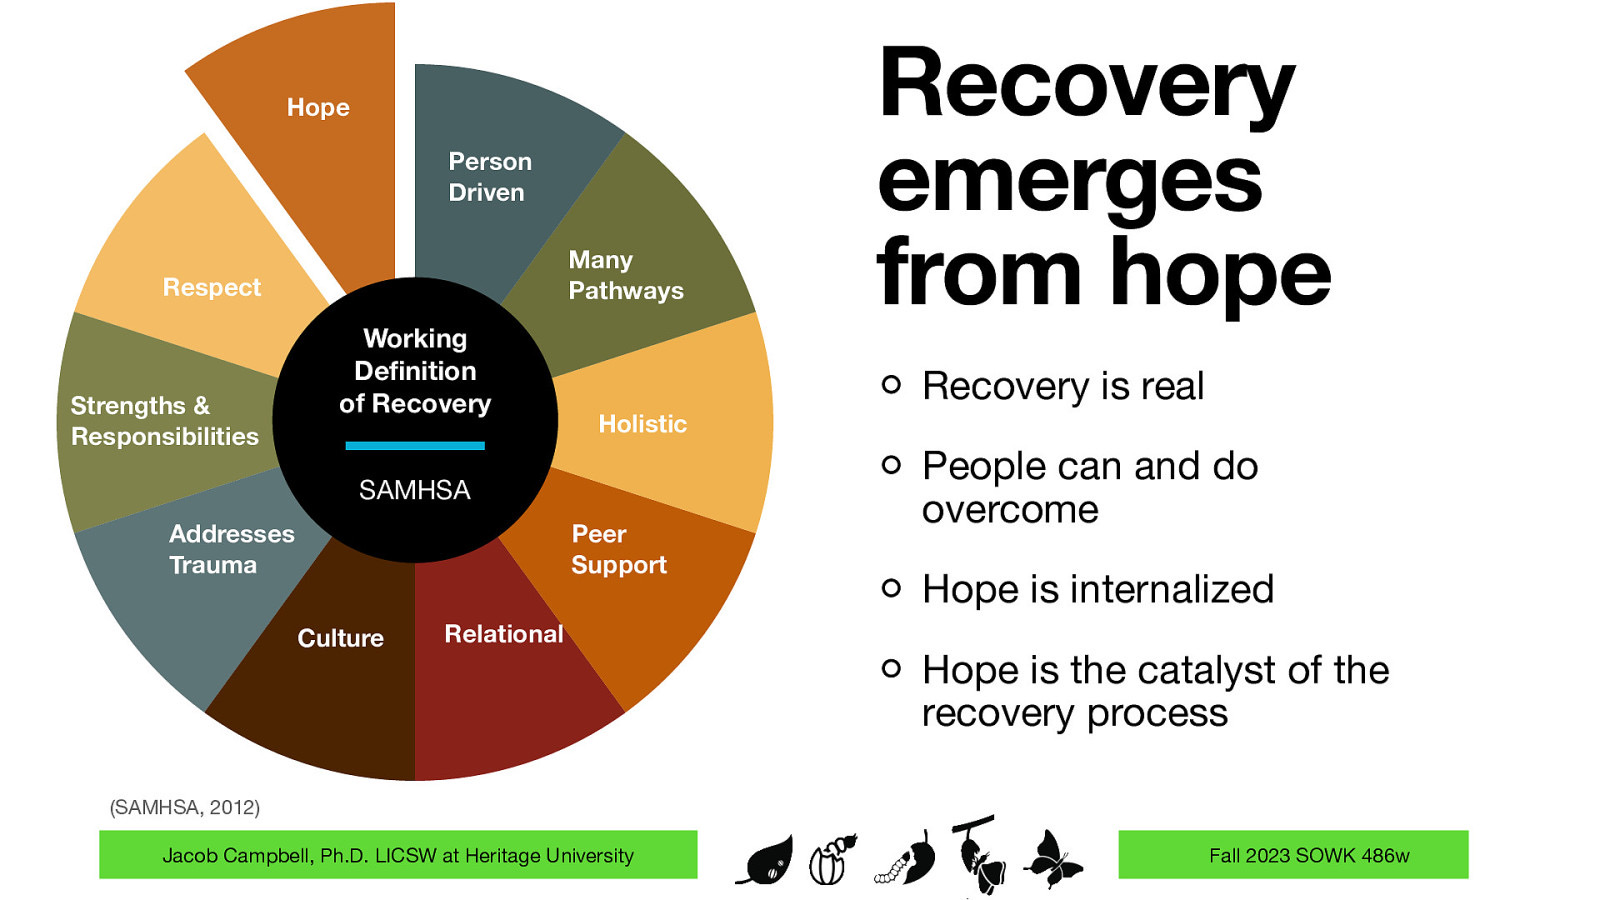 Hope
Person
Driven
Many
Pathways
Respect
Working
Definition
of Recovery
SAMHSA
Holistic
Strengths &
Responsibilities
Addresses
Trauma
Peer
Support
Culture
Relational
(SAMHSA, 2012)
Recovery
emerges
from hope
Recovery is real
People can and do
overcome
Hope is internalized
Hope is the catalyst of the
recovery process
Jacob Campbell, Ph.D. LICSW at Heritage University
Fall 2023 SOWK 486w